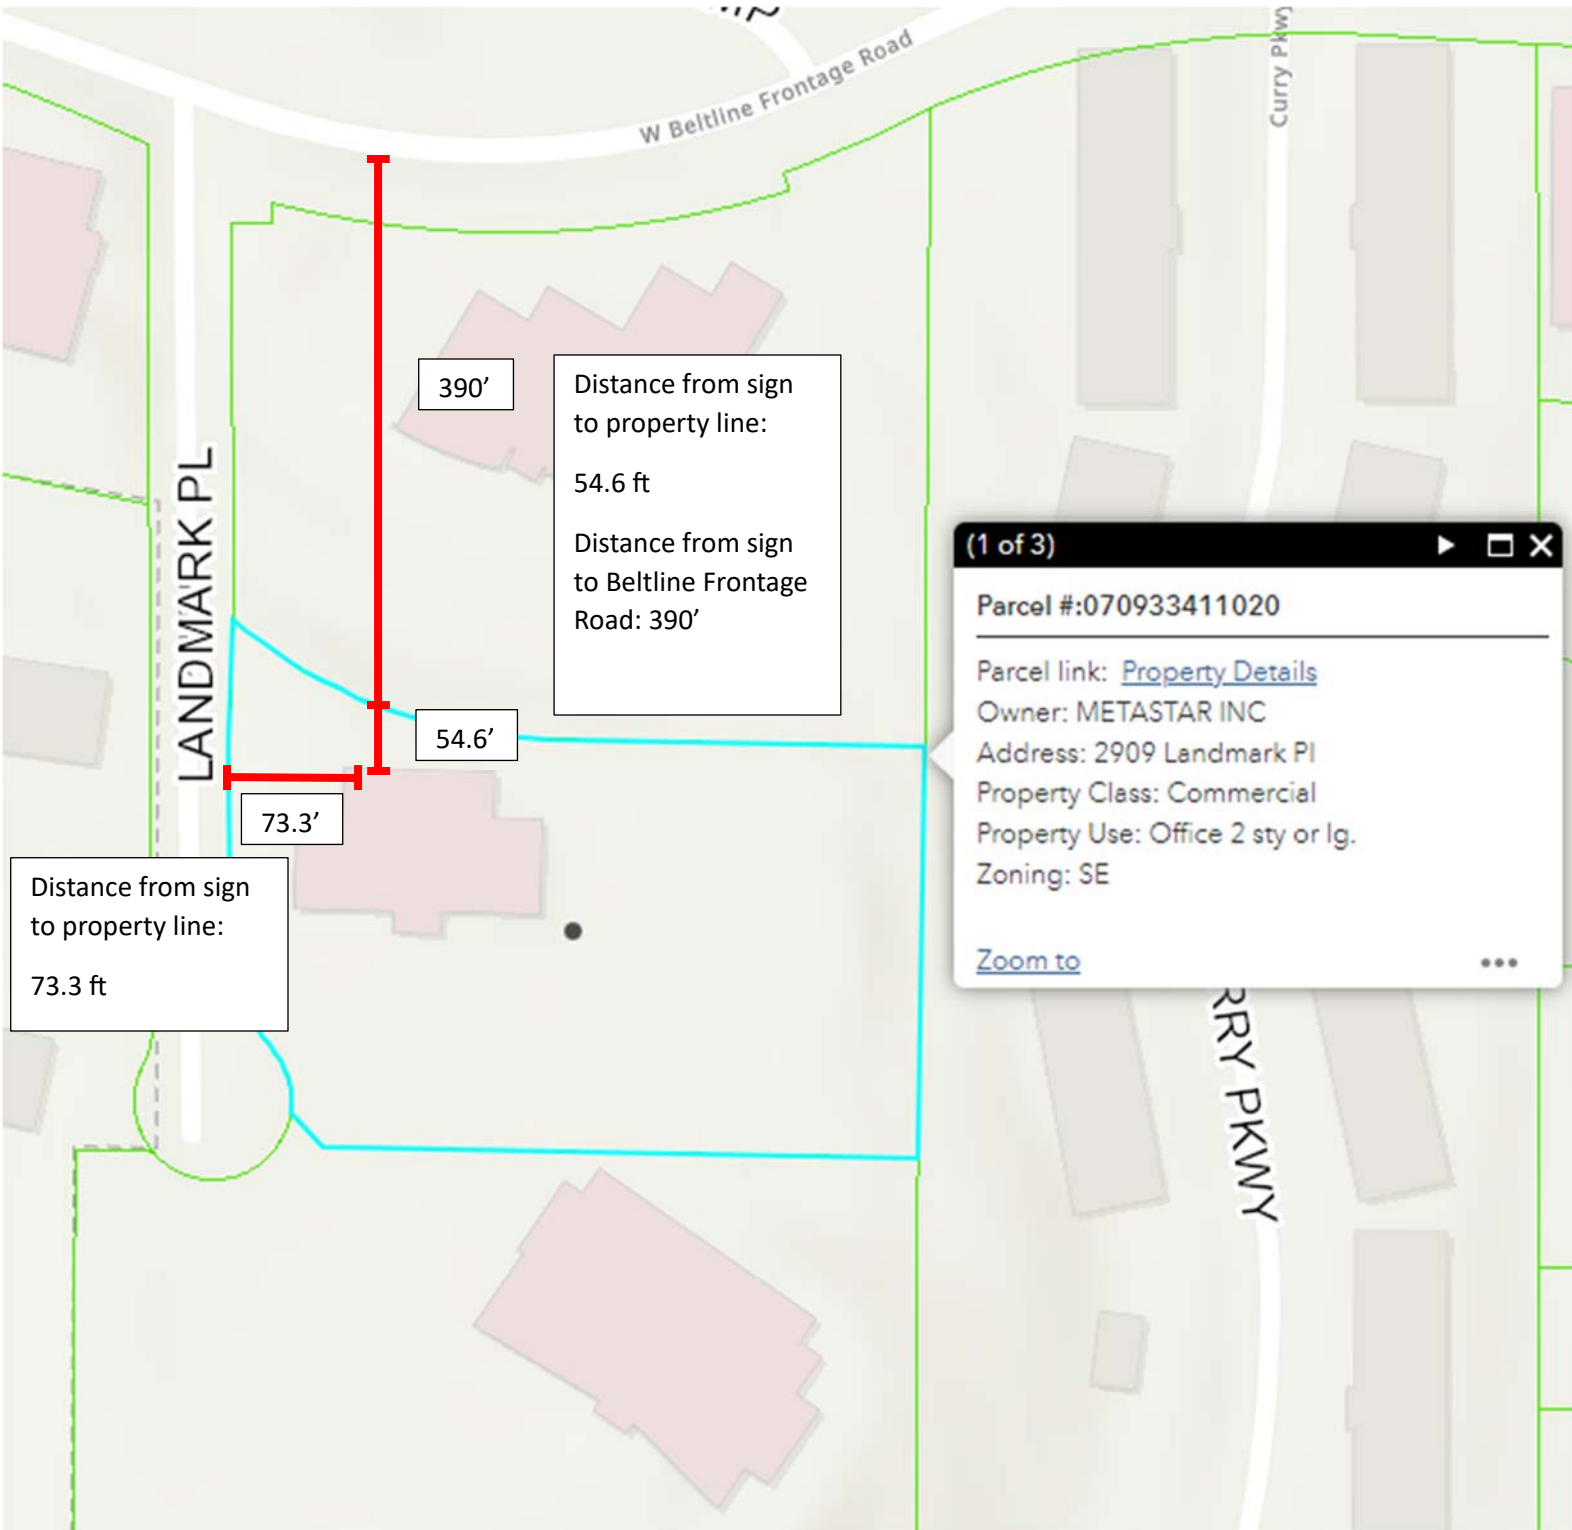 W Beltline Frontage Road
Curry Pkwy
LANDMARK PL
390’
Distance from sign
to property line:
54.6 ft
Distance from sign
to Beltline Frontage
Road: 390’
54.6’
73.3’
Distance from sign
to property line:
73.3 ft
(1 of 3)
Parcel #:070933411020
Parcel link: Property Details
Owner: METASTAR INC
Address: 2909 Landmark Pl
Property Class: Commercial
Property Use: Office 2 sty or lg.
Zoning: SE
Zoom to
RRY PKWY